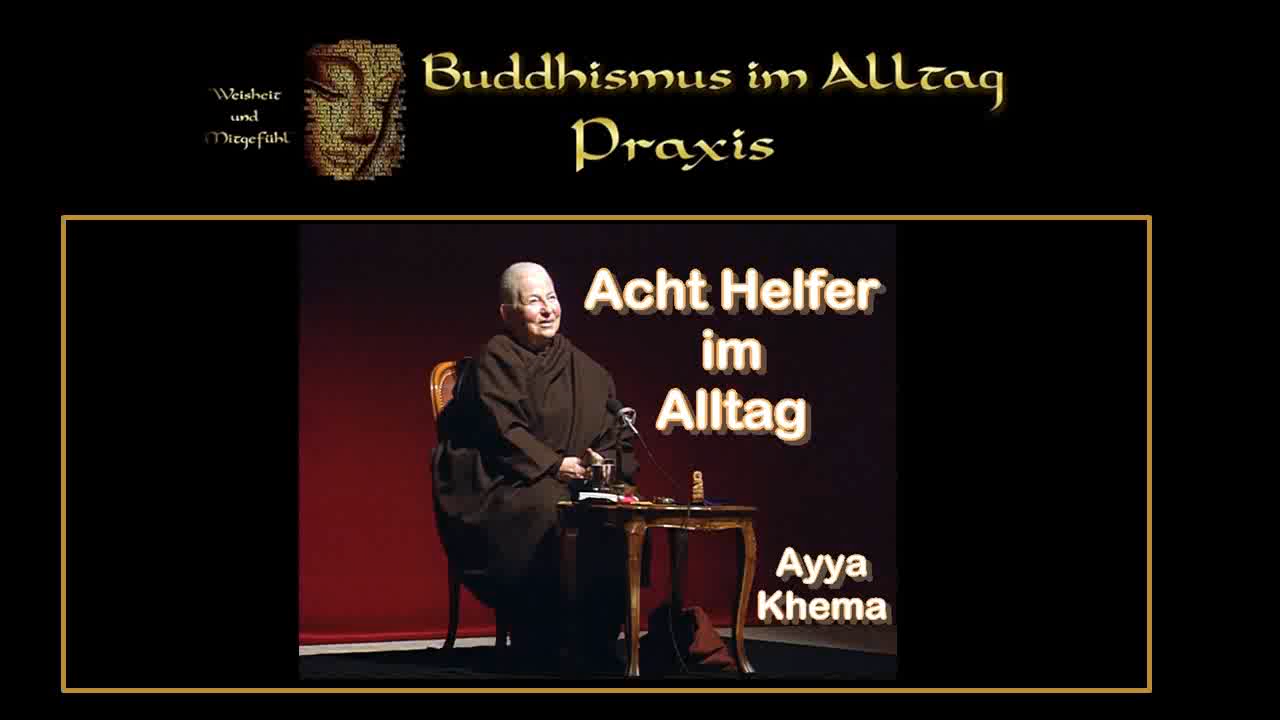 Weisheit
und
Mitgefühl
Buddhismus im Alltag
Praxis
Acht Helfer
im
Alltag
Ayya
Khema